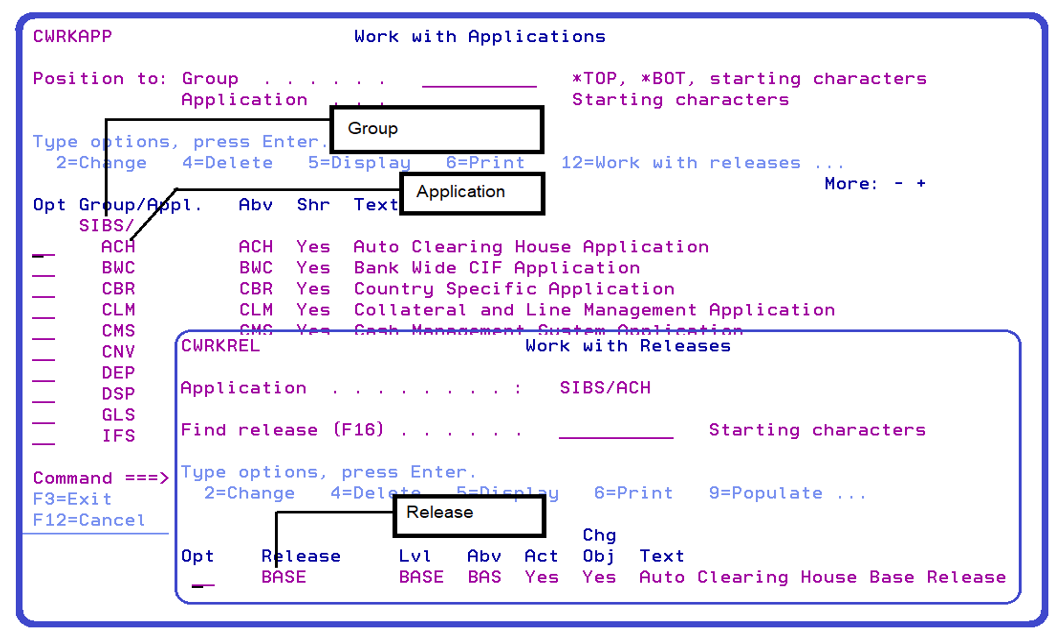 CWRKAPP Work with Applications
Position to: Group . . . . . . *TOP, *BOT, starting characters
Application . . . Starting characters
Group
Type options, press Enter.
2=Change 4=Delete 5=Display 6=Print 12=Work with releases ...
More: - +
Application
Opt Group/Appl. Abv Shr Text
SIBS/
ACH ACH Yes Auto Clearing House Application
BWC BWC Yes Bank Wide CIF Application
CBR CBR Yes Country Specific Application
CLM CLM Yes Collateral and Line Management Application
CMS CMS Yes Cash Management System Application
CNV
DEP
DSP
GLS
IFS
Command ===>
F3=Exit
F12=Cancel
CWRKREL Work with Releases
Application . . . . . . . . : SIBS/ACH
Find release (F16) . . . . . . Starting characters
Type options, press Enter.
2=Change 4=Delete 5=Display 6=Print 9=Populate ...
Release
Chg
Opt Release Lvl Abv Act Obj Text
BASE BASE BAS Yes Yes Auto Clearing House Base Release